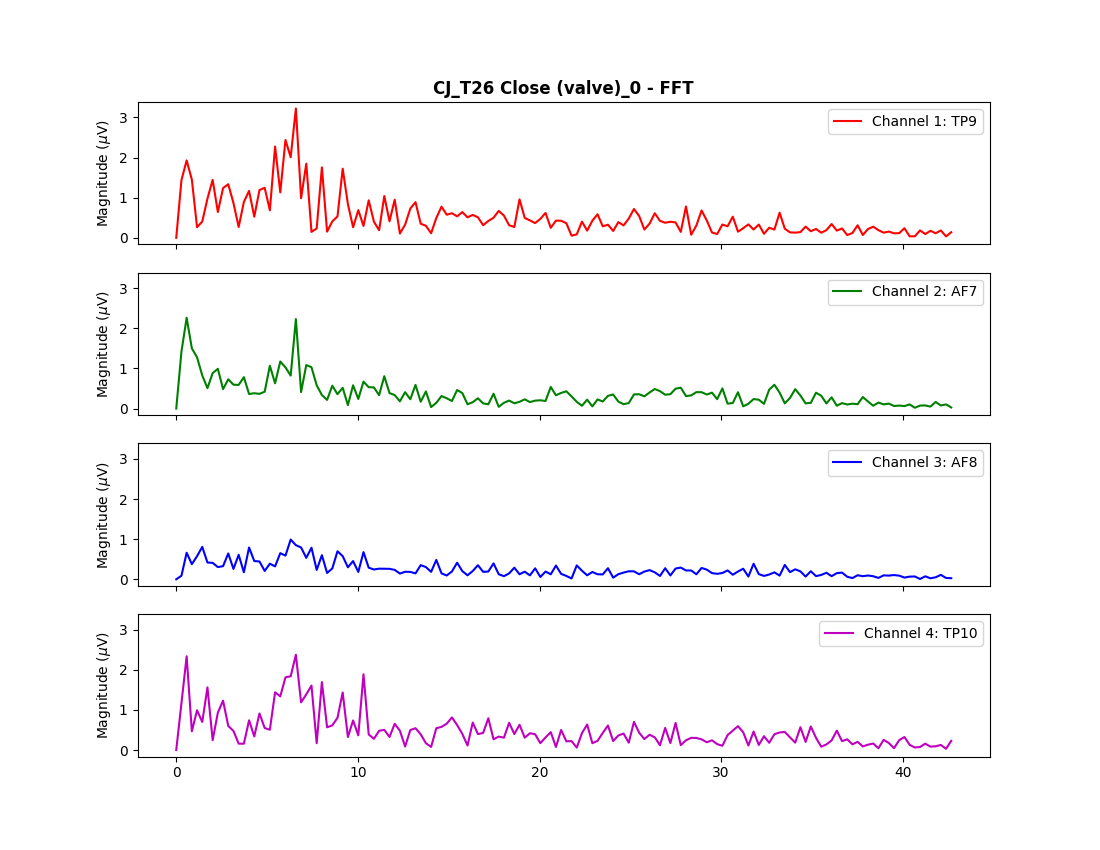 CJ_T26 Close (valve)_0 - FFT
Magnitude (μV)
3
2
1
0
Channel 1: TP9
Magnitude (μV)
3
2
1
0
Channel 2: AF7
Magnitude (μV)
3
2
1
0
Channel 3: AF8
Magnitude (μV)
3
2
1
0
Channel 4: TP10
0 10 20 30 40